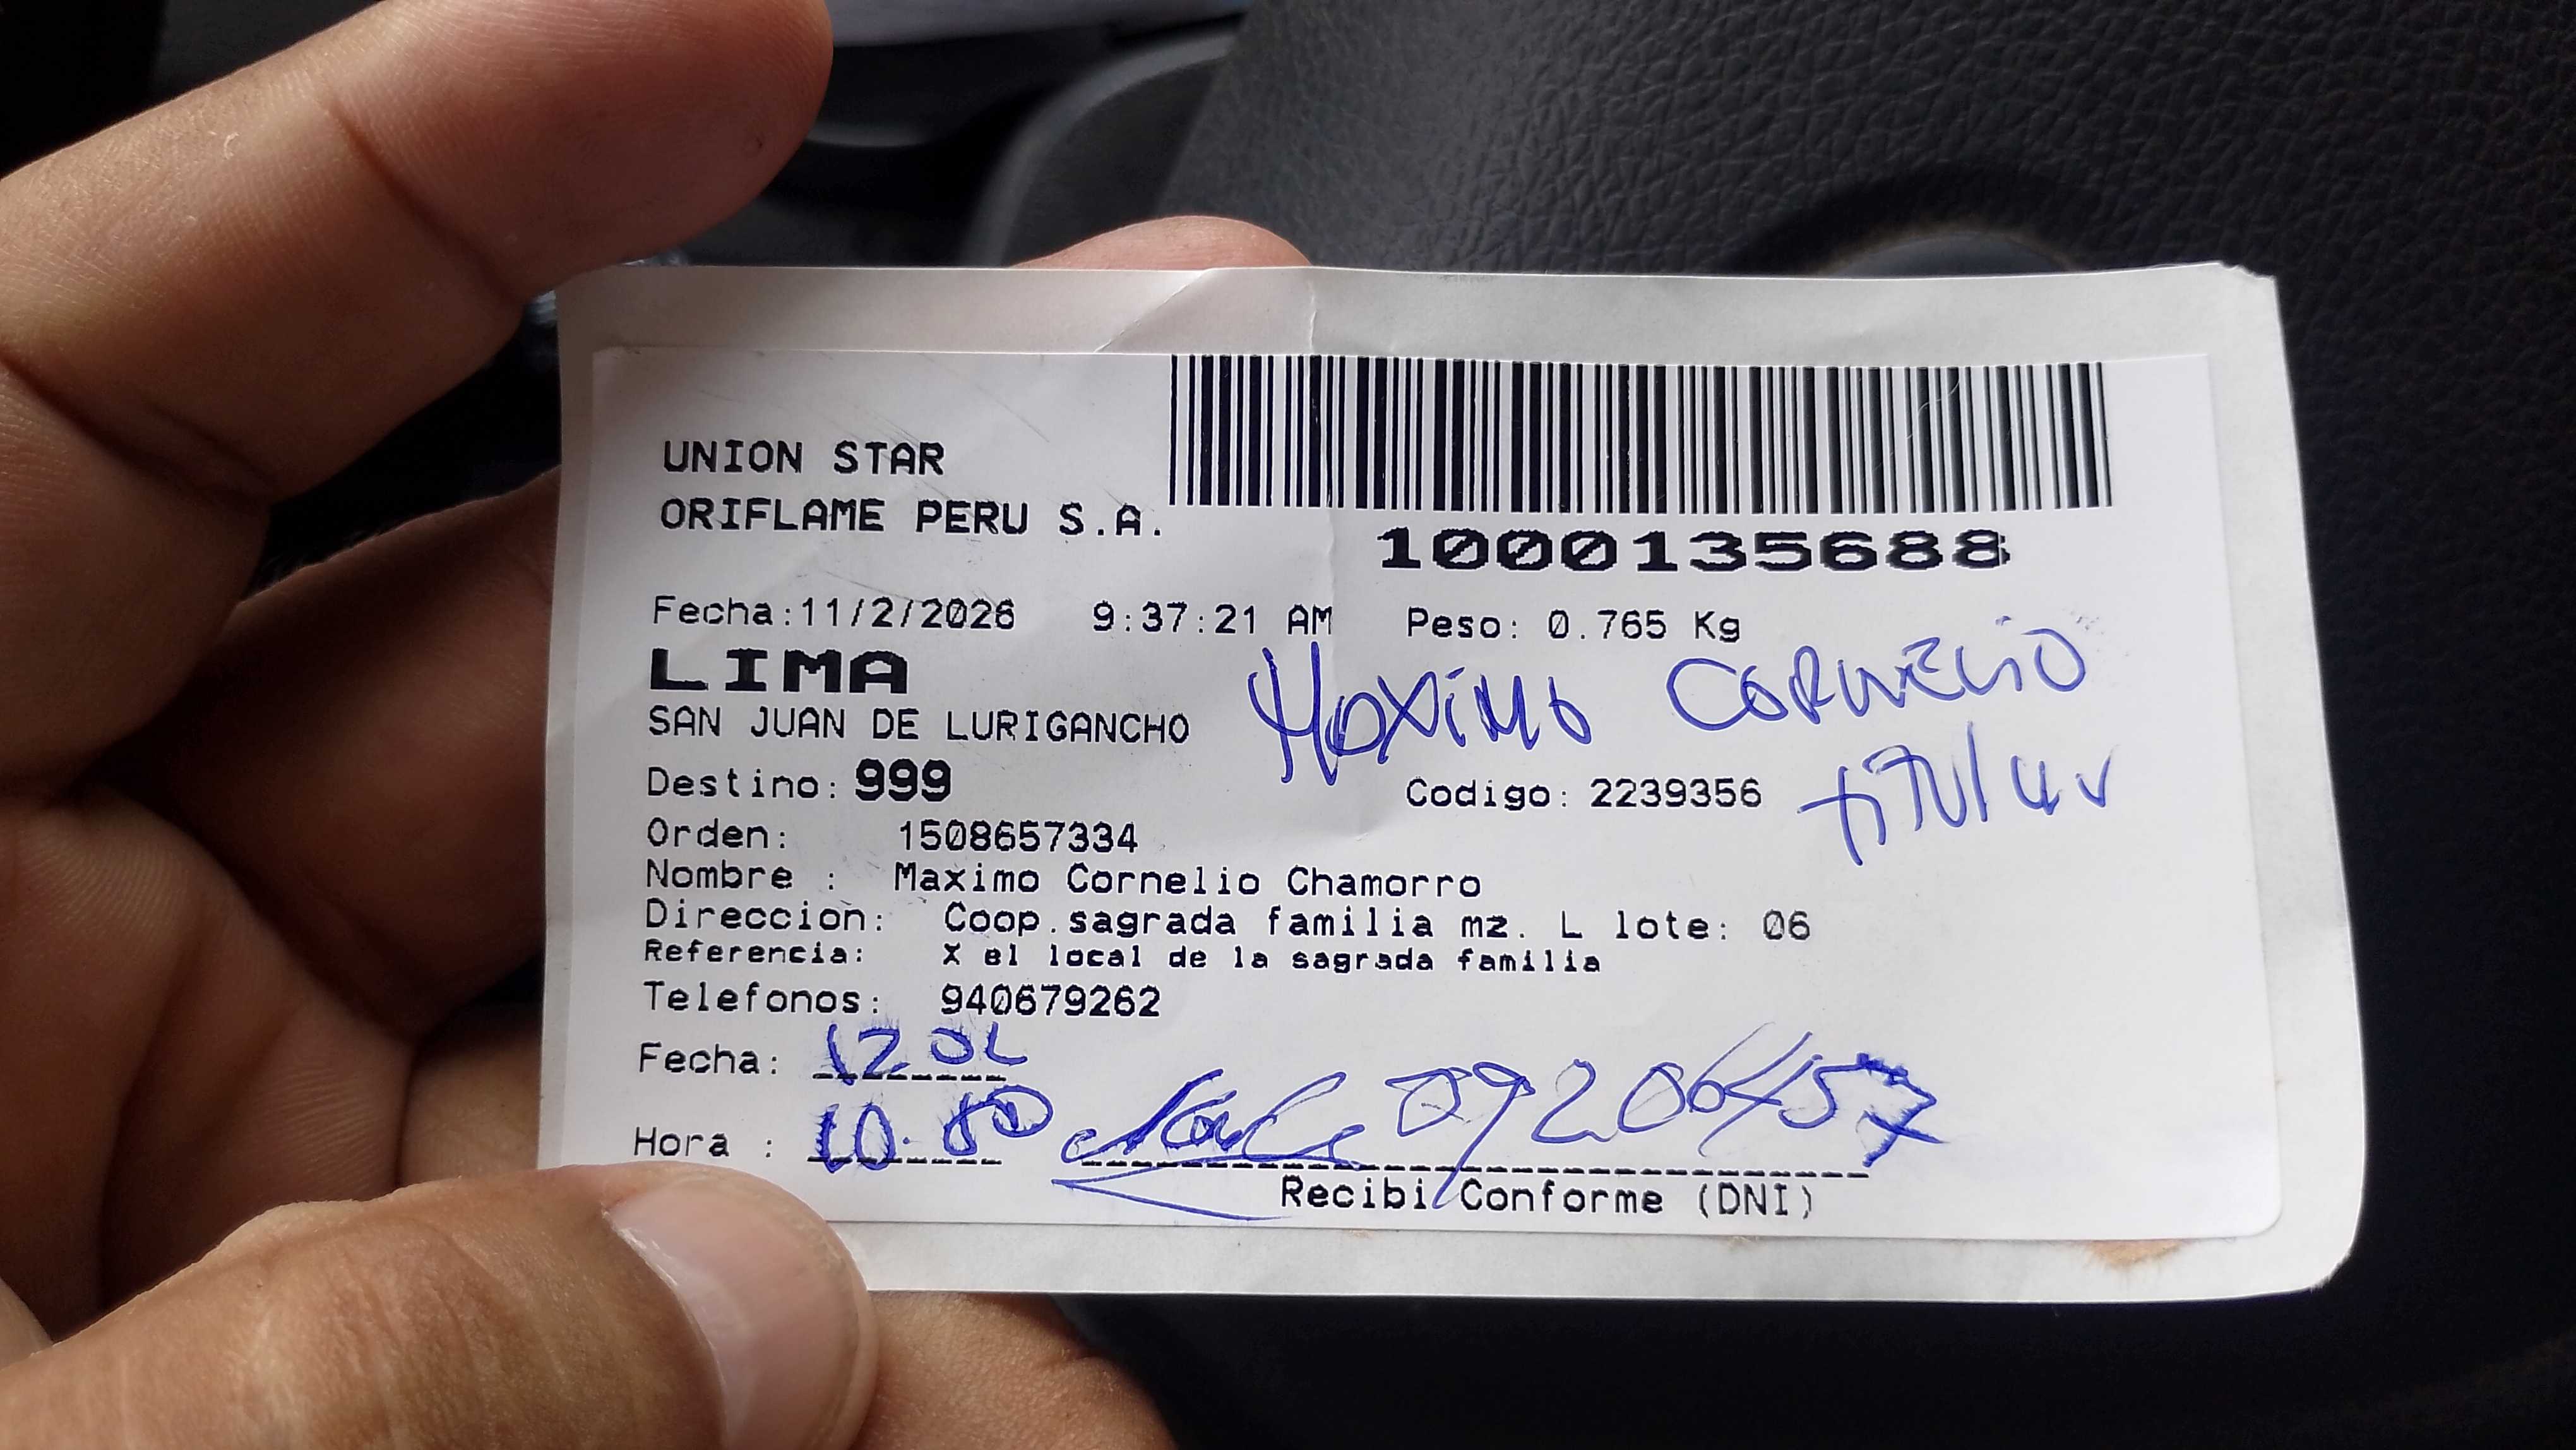 UNION STAR
ORIFLAME PERU S.A.
1000135688
Fecha:11/2/2026 9:37:21 AM Peso: 0.765 Kg
LIMA
MAXIMO CORNELIO
SAN JUAN DE LURIGANCHO
titular
Destino: 999 Codigo: 2239356
Orden: 1508657334
Nombre : Maximo Cornelio Chamorro
Direccion: Coop.sagrada familia mz. L lote: 06
Referencia: X el local de la sagrada familia
Telefonos: 940679262
Fecha: 12 02
Hora : 10.50 09206457
Recibi Conforme (DNI)